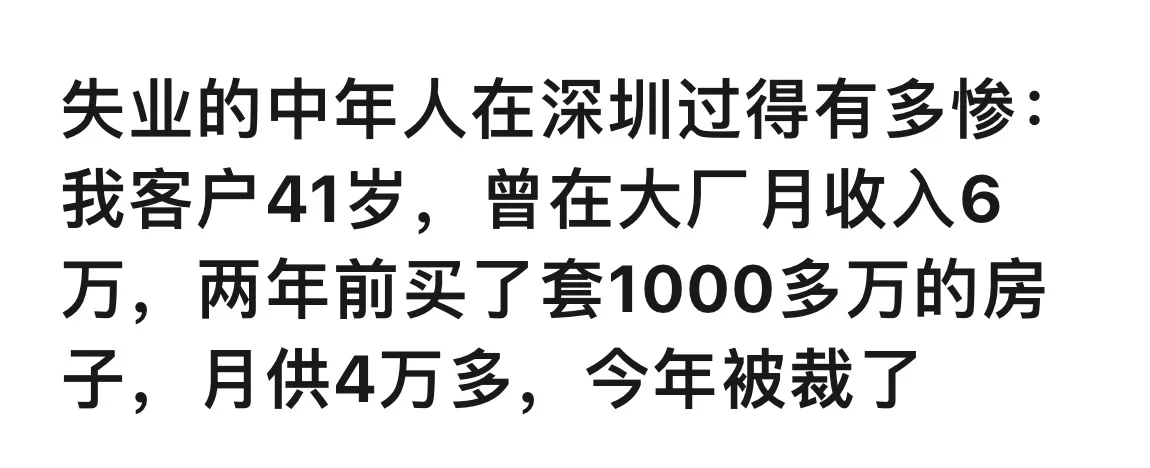 失业的中年人在深圳过得有多惨：
我客户41岁，曾在大厂月收入6
万，两年前买了套1000多万的房
子，月供4万多，今年被裁了